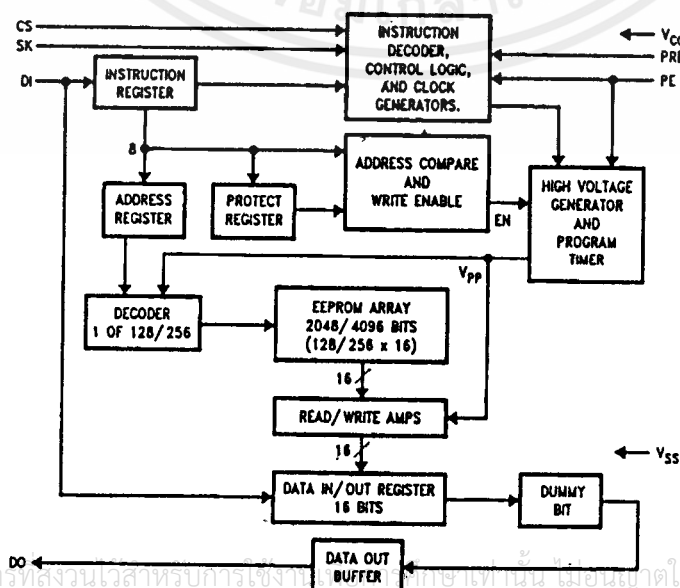 CS
SK
DI
INSTRUCTION
DECODER,
CONTROL LOGIC,
AND CLOCK
GENERATORS.
PE
INSTRUCTION
REGISTER
8
ADDRESS
REGISTER
PROTECT
REGISTER
ADDRESS COMPARE
AND
WRITE ENABLE
EN
HIGH VOLTAGE
GENERATOR
AND
PROGRAM
TIMER
VPP
DECODER
1 OF 128/256
EEPROM ARRAY
2048/4096 BITS
(128/256 x 16)
16
READ/WRITE AMPS
16
VSS
DATA IN/OUT REGISTER
16 BITS
DUMMY
BIT
DO
DATA OUT
BUFFER